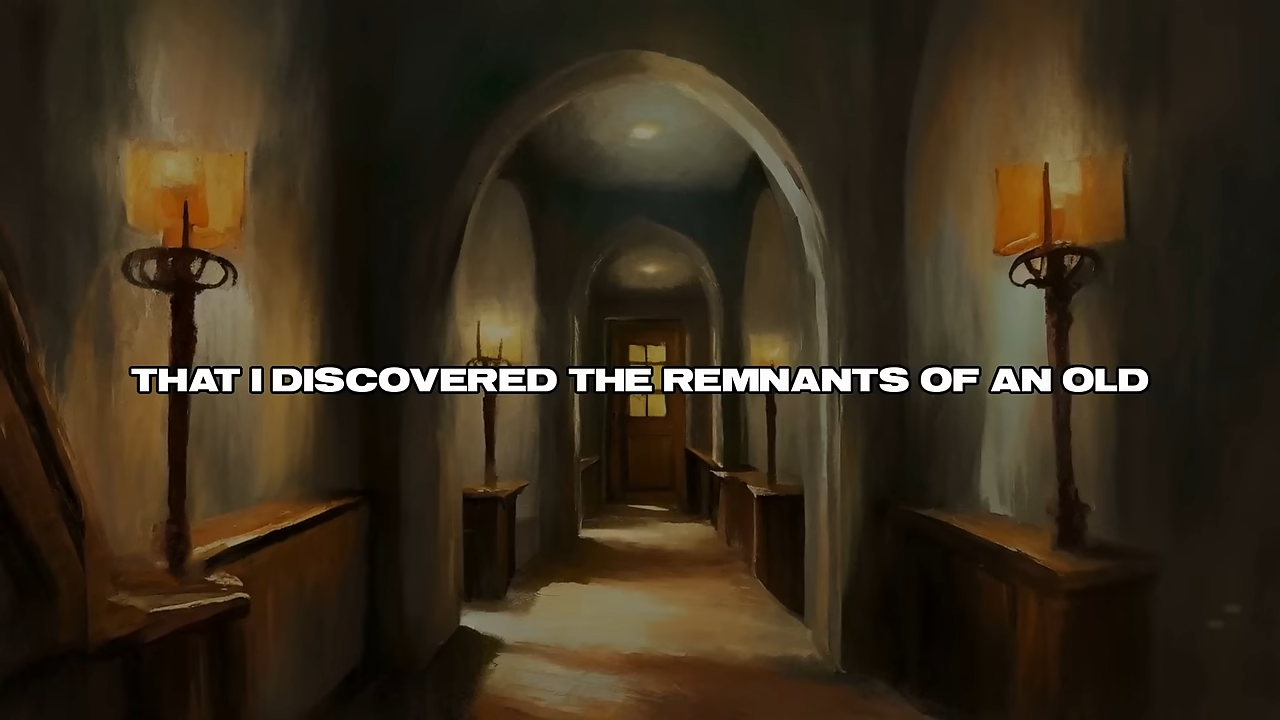 THAT I DISCOVERED THE REMNANTS OF AN OLD